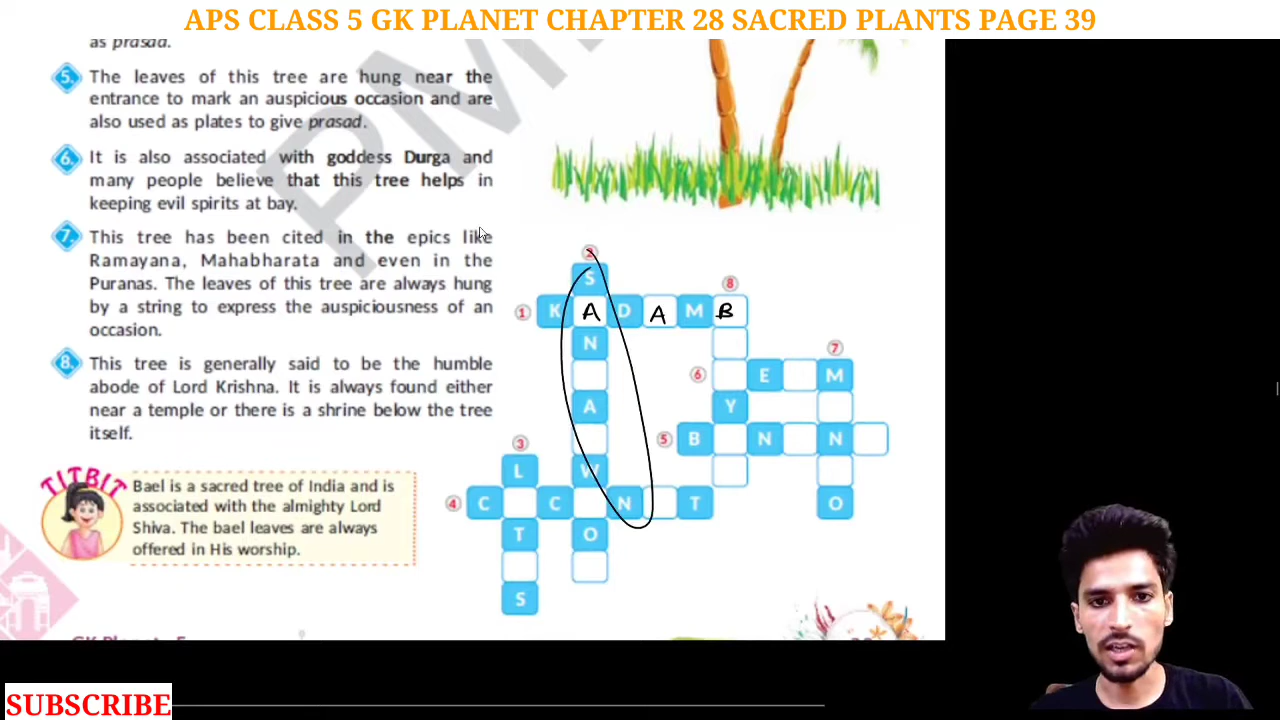 APS CLASS 5 GK PLANET CHAPTER 28 SACRED PLANTS PAGE 39
as prasad.
5. The leaves of this tree are hung near the
entrance to mark an auspicious occasion and are
also used as plates to give prasad.
6. It is also associated with goddess Durga and
many people believe that this tree helps in
keeping evil spirits at bay.
7. This tree has been cited in the epics like
Ramayana, Mahabharata and even in the
Puranas. The leaves of this tree are always hung
by a string to express the auspiciousness of an
occasion.
8. This tree is generally said to be the humble
abode of Lord Krishna. It is always found either
near a temple or there is a shrine below the tree
itself.
TITBIT
Bael is a sacred tree of India and is
associated with the almighty Lord
Shiva. The bael leaves are always
offered in His worship.
PM
2
S 8
1 K A D A M B
N 7
6 E M
A Y
3 5 B N N
L W
4 C C N T O
T O
S
SUBSCRIBE